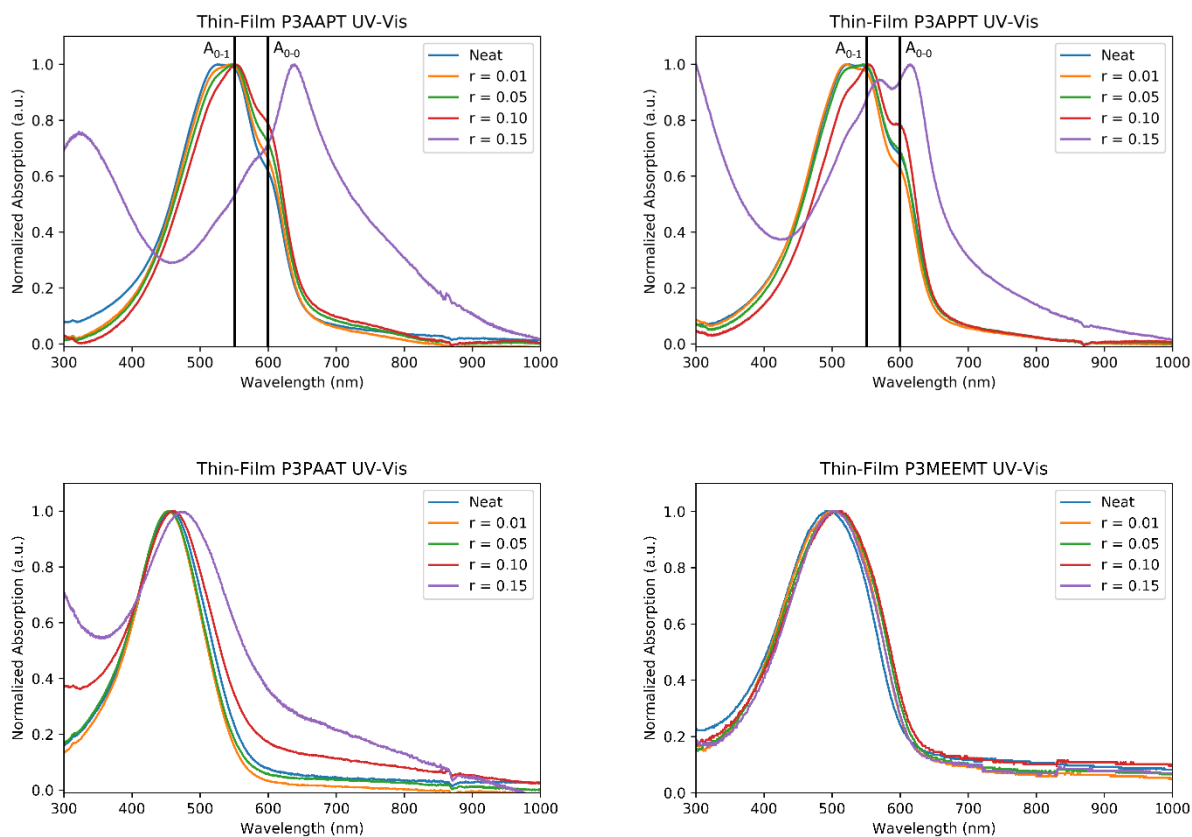 Thin-Film P3AAPT UV-Vis
A0-1
A0-0
Neat
r = 0.01
r = 0.05
r = 0.10
r = 0.15
1.0
0.8
0.6
0.4
0.2
0.0
Normalized Absorption (a.u.)
300 400 500 600 700 800 900 1000
Wavelength (nm)
Thin-Film P3APPT UV-Vis
A0-1
A0-0
Neat
r = 0.01
r = 0.05
r = 0.10
r = 0.15
1.0
0.8
0.6
0.4
0.2
0.0
Normalized Absorption (a.u.)
300 400 500 600 700 800 900 1000
Wavelength (nm)
Thin-Film P3PAAT UV-Vis
Neat
r = 0.01
r = 0.05
r = 0.10
r = 0.15
1.0
0.8
0.6
0.4
0.2
0.0
Normalized Absorption (a.u.)
300 400 500 600 700 800 900 1000
Wavelength (nm)
Thin-Film P3MEEMT UV-Vis
Neat
r = 0.01
r = 0.05
r = 0.10
r = 0.15
1.0
0.8
0.6
0.4
0.2
0.0
Normalized Absorption (a.u.)
300 400 500 600 700 800 900 1000
Wavelength (nm)